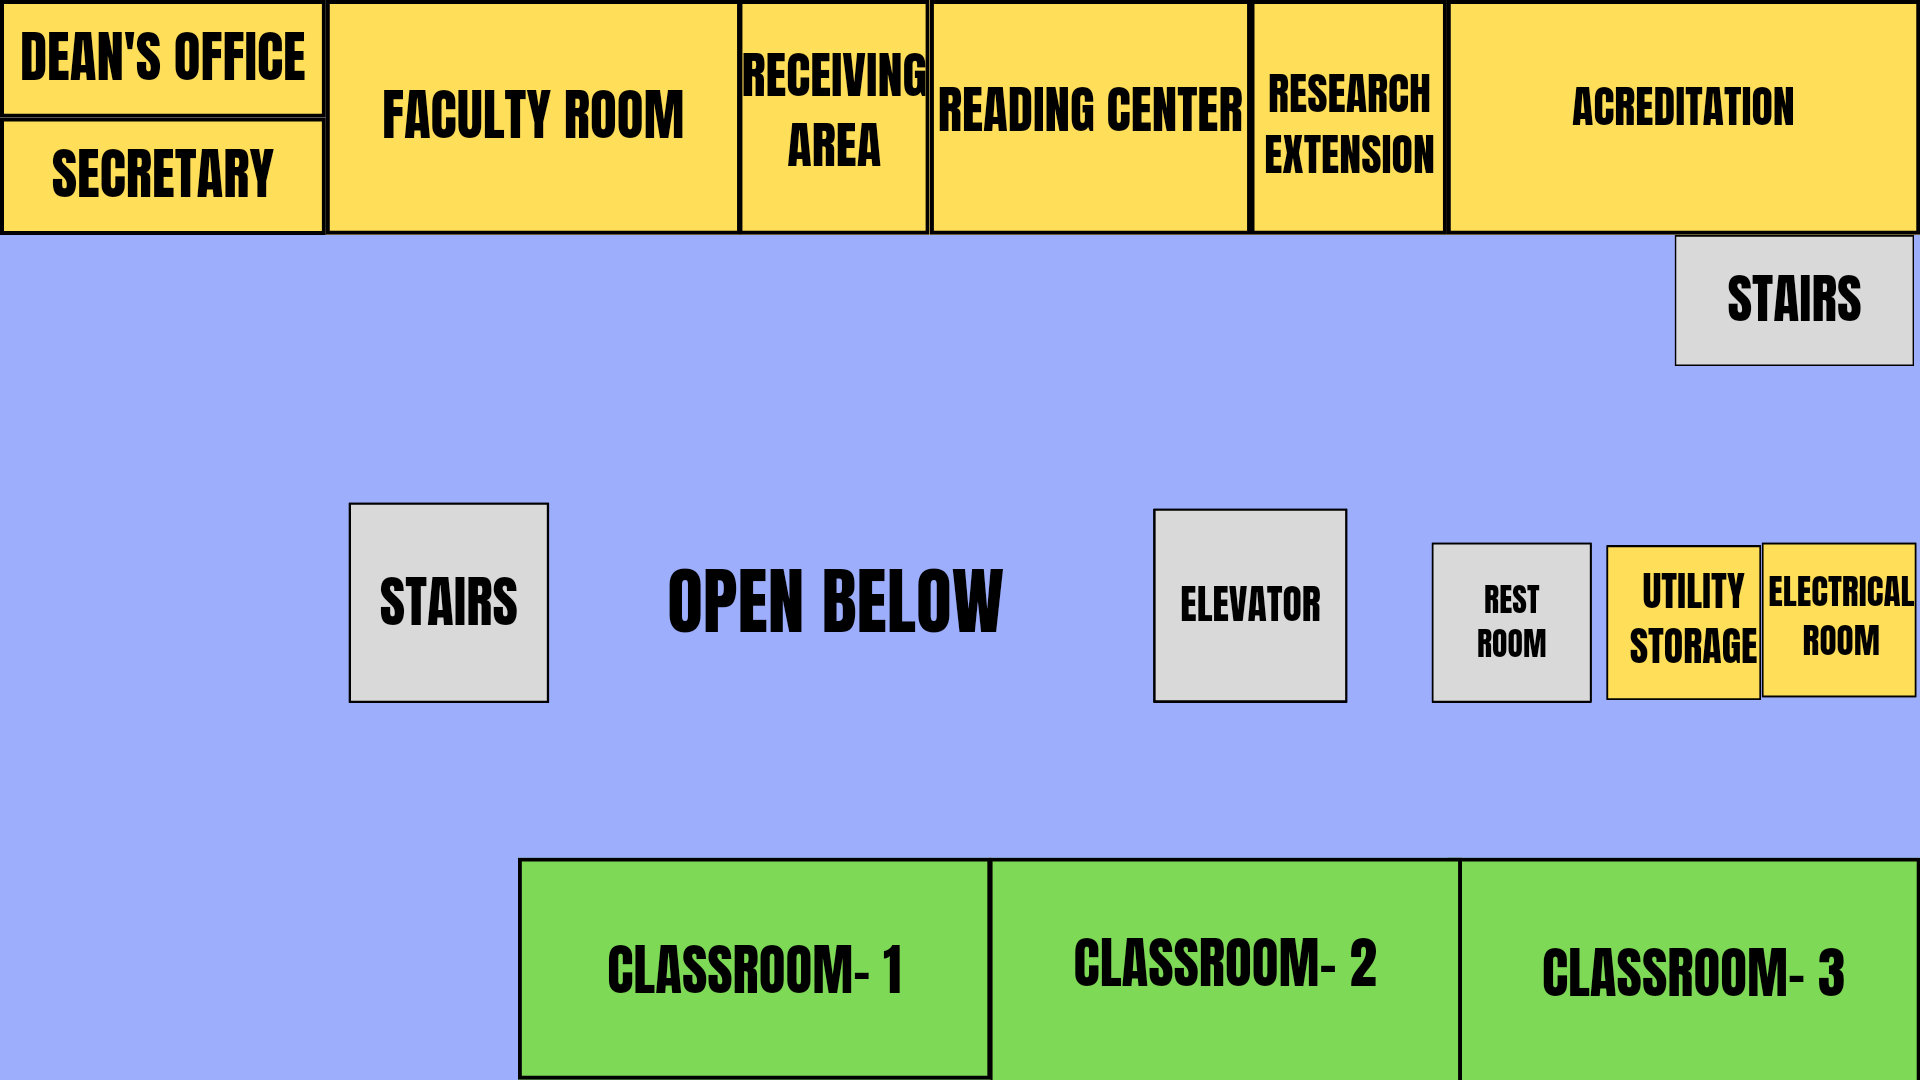 DEAN'S OFFICE
SECRETARY
FACULTY ROOM
RECEIVING
AREA
READING CENTER
RESEARCH
EXTENSION
ACREDITATION
STAIRS
STAIRS
OPEN BELOW
ELEVATOR
REST
ROOM
UTILITY
STORAGE
ELECTRICAL
ROOM
CLASSROOM- 1
CLASSROOM- 2
CLASSROOM- 3